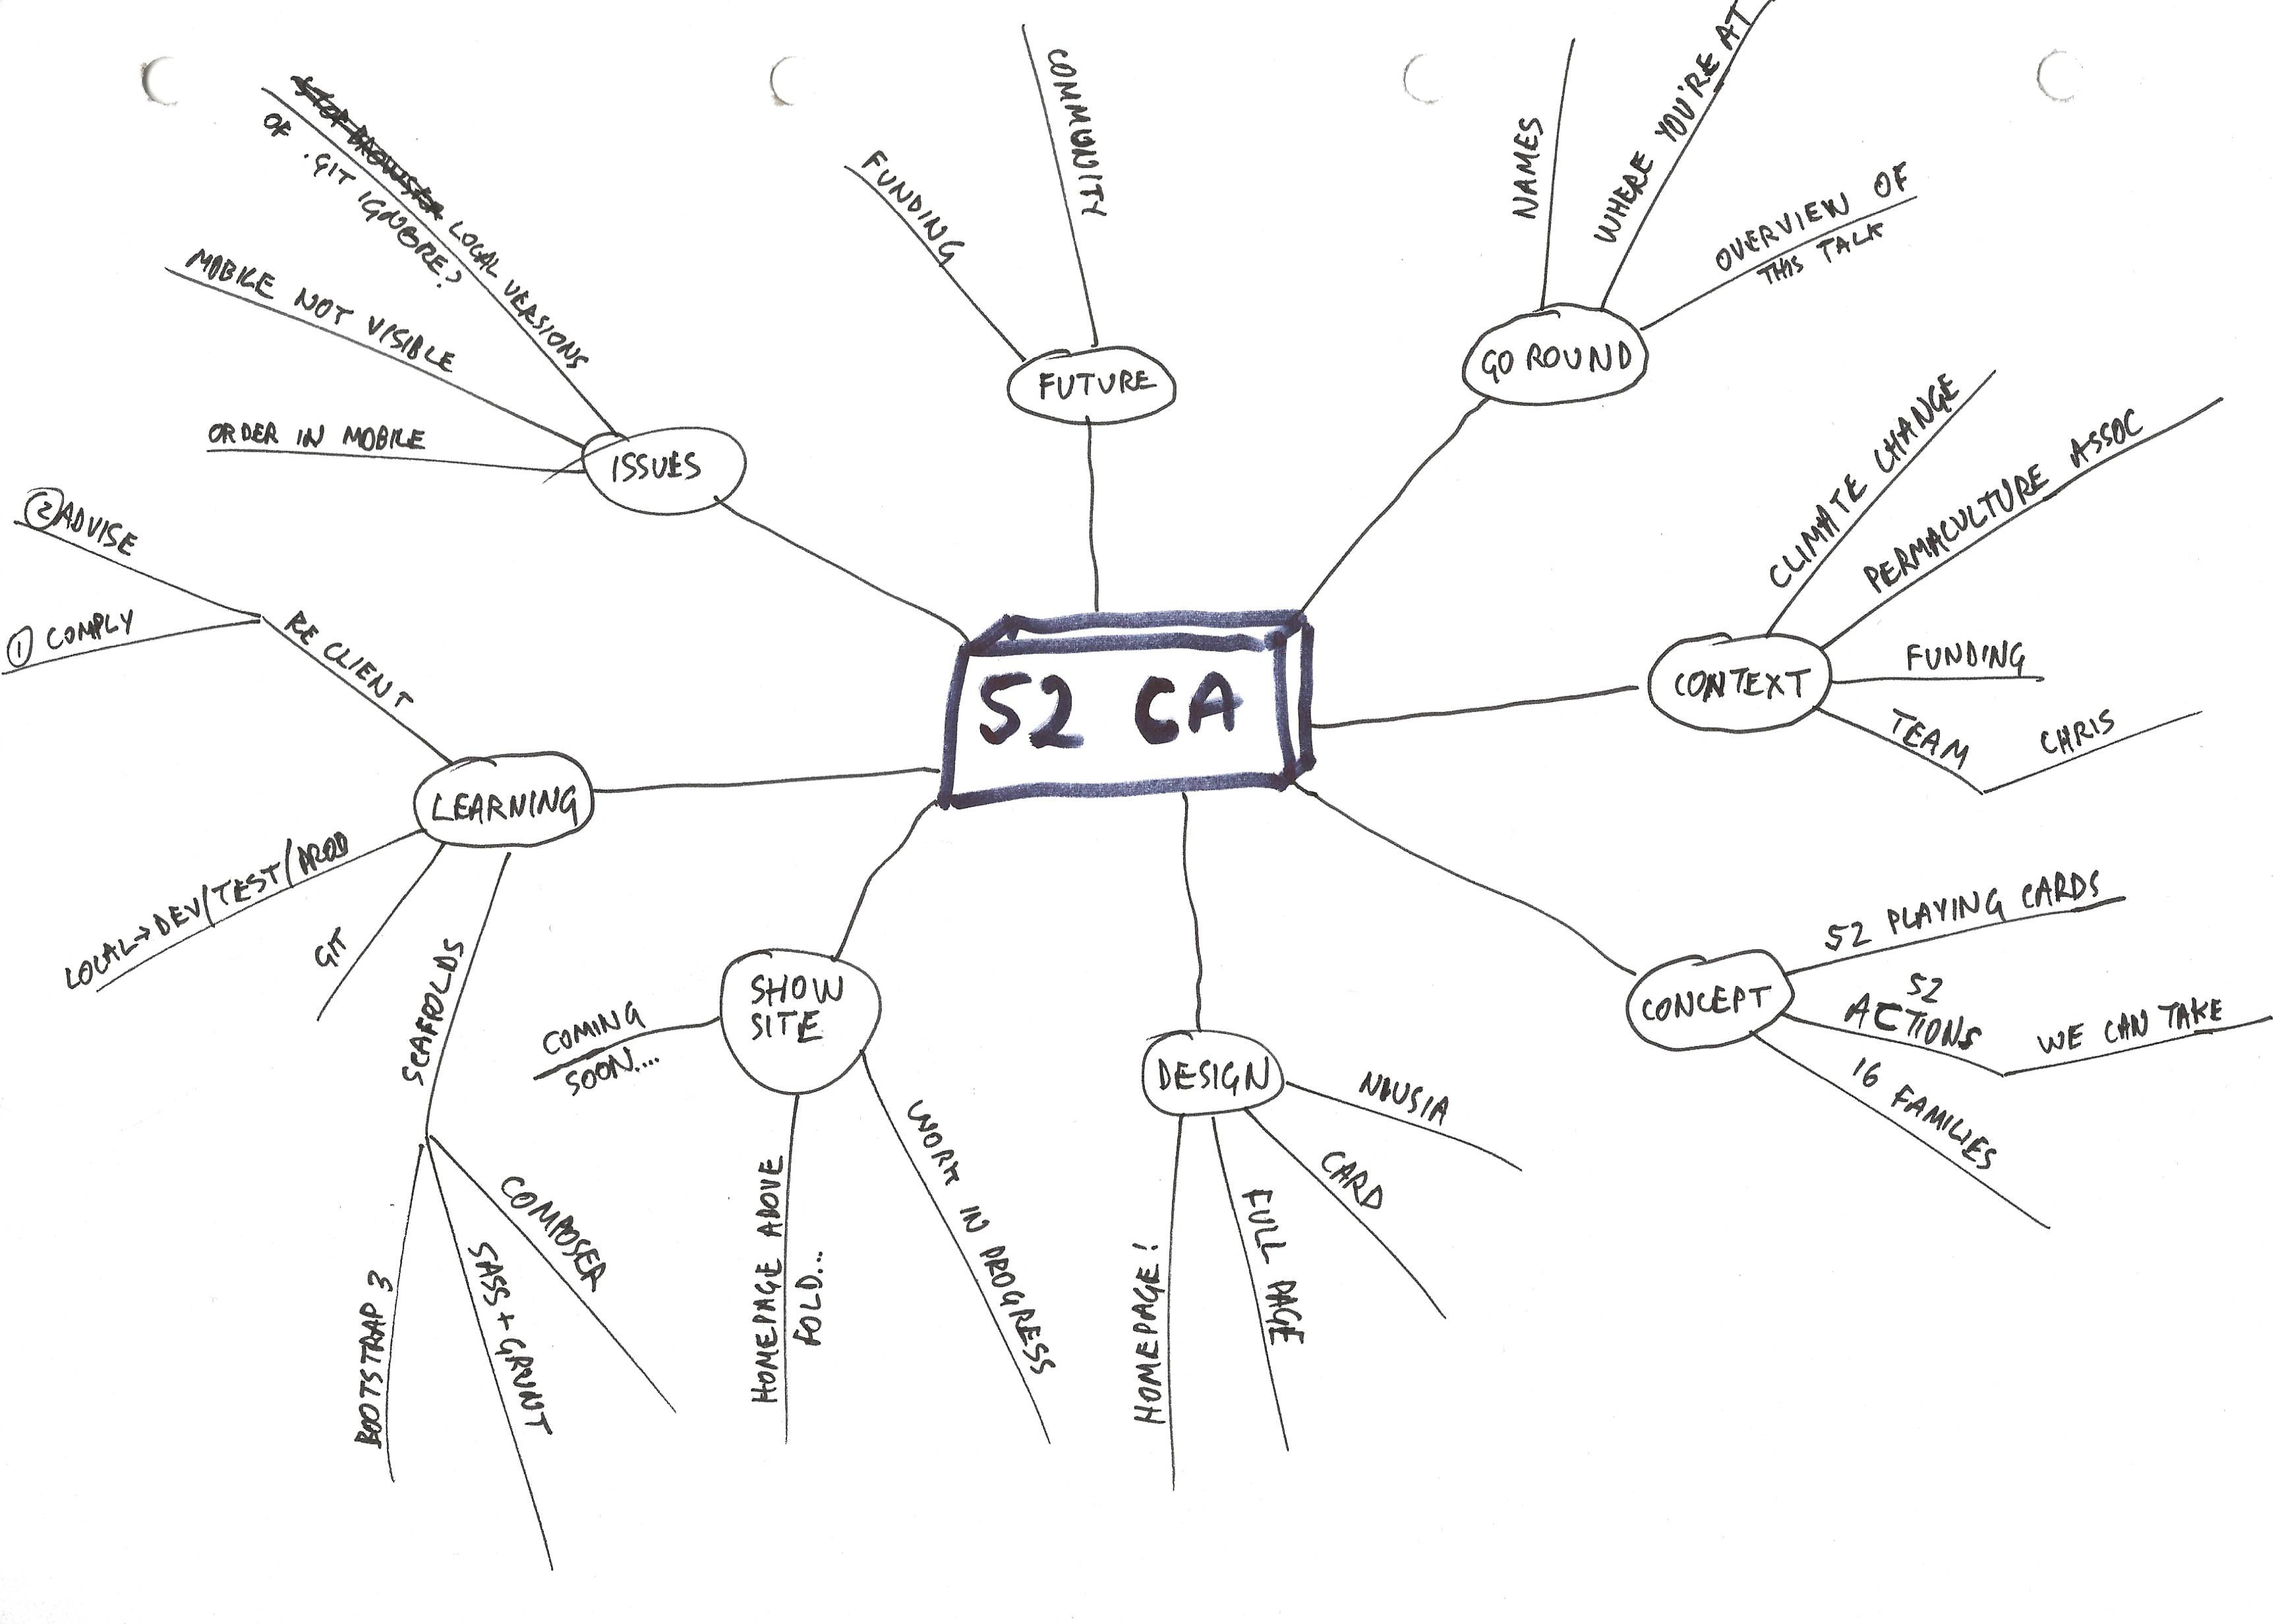 52 CA
GO ROUND
NAMES
WHERE YOU'RE AT
OVERVIEW OF
THIS TALK
CONTEXT
CLIMATE CHANGE
PERMACULTURE ASSOC
FUNDING
TEAM
CHRIS
CONCEPT
52 PLAYING CARDS
52
ACTIONS
WE CAN TAKE
16 FAMILIES
DESIGN
CARD
FULL PAGE
HOMEPAGE!
SHOW
SITE
WORK IN PROGRESS
HOMEPAGE ABOVE
FOLD...
COMING
SOON...
LEARNING
SCAFFOLDS
COMPOSER
SASS + GRUNT
BOOTSTRAP 3
GIT
LOCAL→DEV/TEST/PROD
RE CLIENT
① COMPLY
② ADVISE
ISSUES
ORDER IN MOBILE
MOBILE NOT VISIBLE
LOCAL VERSIONS
OF .GIT IGNORE?
FUTURE
FUNDING
COMMUNITY